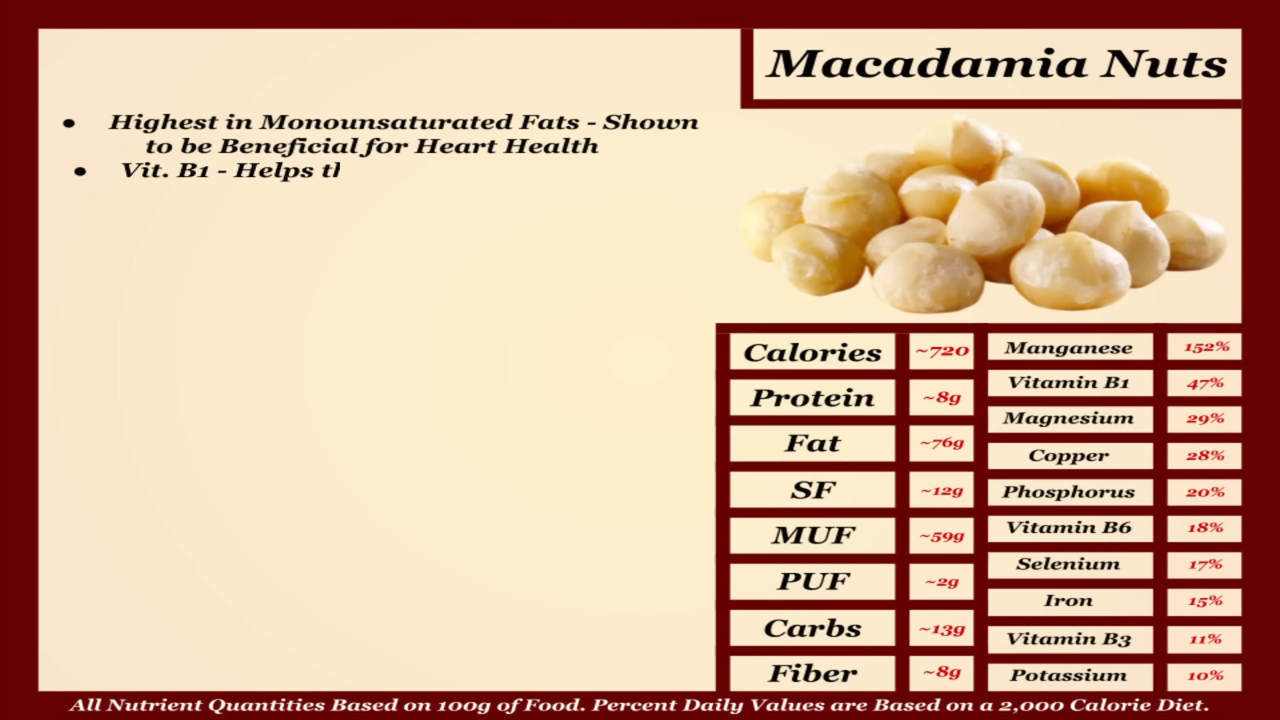 Macadamia Nuts
● Highest in Monounsaturated Fats - Shown
to be Beneficial for Heart Health
● Vit. B1 - Helps
Calories ~720
Protein ~8g
Fat ~76g
SF ~12g
MUF ~59g
PUF ~2g
Carbs ~13g
Fiber ~8g
Manganese 152%
Vitamin B1 47%
Magnesium 29%
Copper 28%
Phosphorus 20%
Vitamin B6 18%
Selenium 17%
Iron 15%
Vitamin B3 11%
Potassium 10%
All Nutrient Quantities Based on 100g of Food. Percent Daily Values are Based on a 2,000 Calorie Diet.